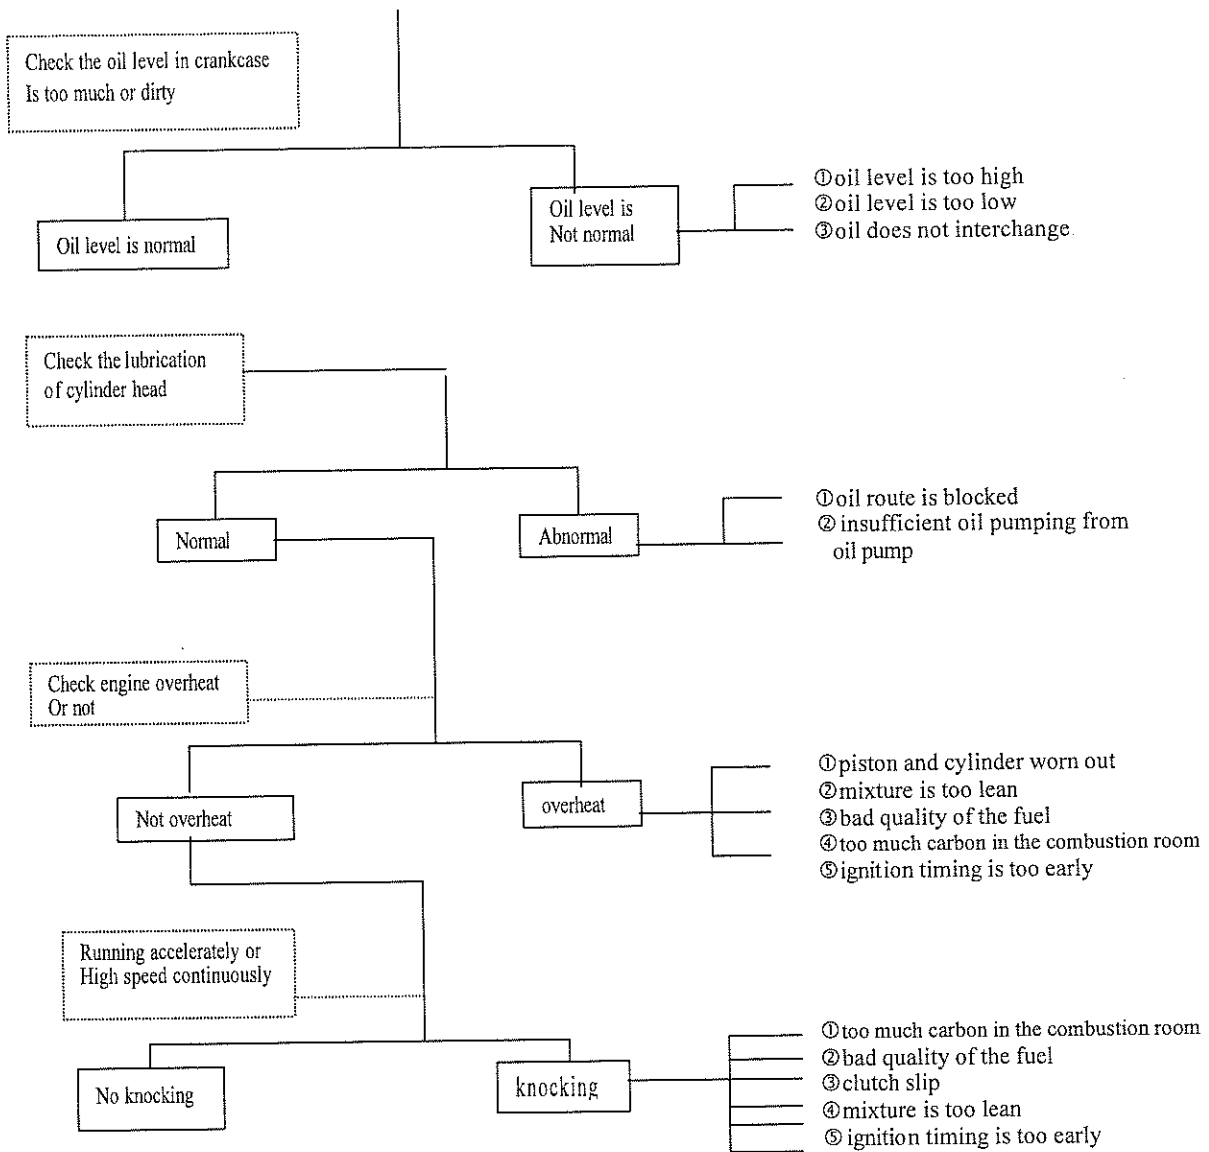 Check the oil level in crankcase
Is too much or dirty
Oil level is normal
Oil level is
Not normal
①oil level is too high
②oil level is too low
③oil does not interchange
Check the lubrication
of cylinder head
Normal
Abnormal
①oil route is blocked
② insufficient oil pumping from
oil pump
Check engine overheat
Or not
Not overheat
overheat
①piston and cylinder worn out
②mixture is too lean
③bad quality of the fuel
④too much carbon in the combustion room
⑤ignition timing is too early
Running accelerately or
High speed continuously
No knocking
knocking
①too much carbon in the combustion room
②bad quality of the fuel
③clutch slip
④mixture is too lean
⑤ ignition timing is too early